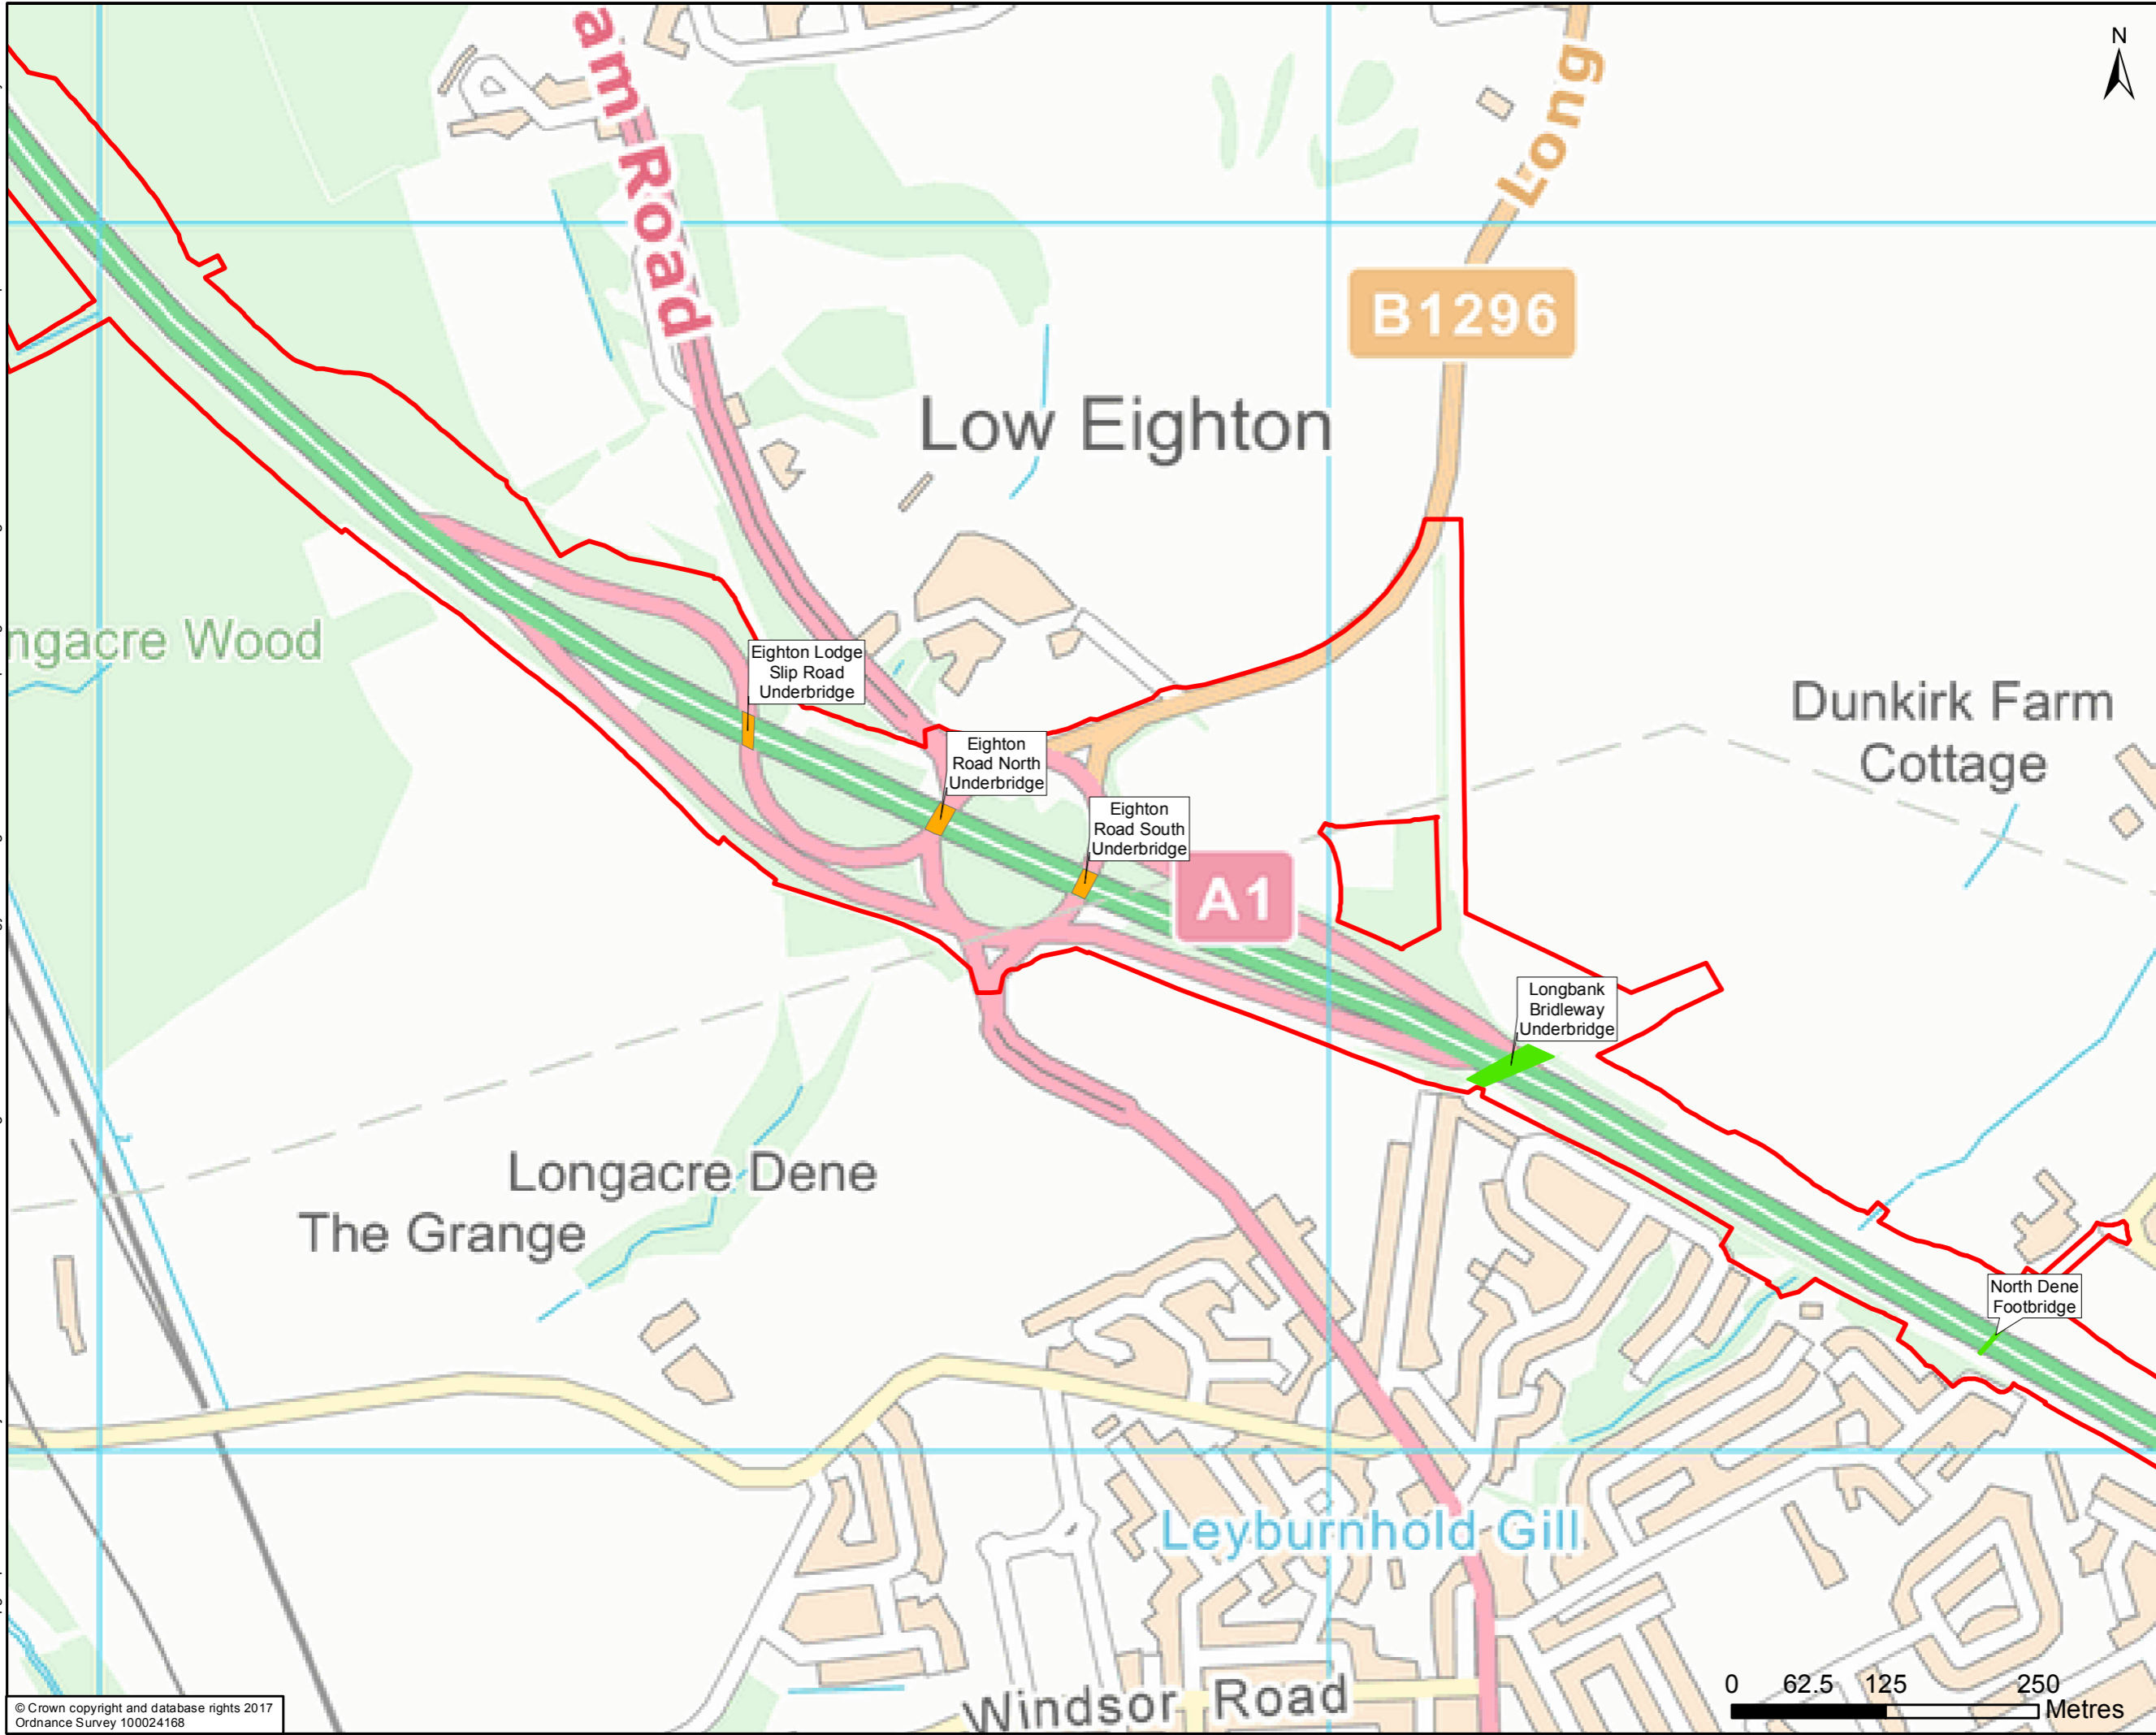 am Road
Long
N
B1296
Low Eighton
ngacre Wood
Eighton Lodge
Slip Road
Underbridge
Eighton
Road North
Underbridge
Eighton
Road South
Underbridge
A1
Dunkirk Farm
Cottage
Longbank
Bridleway
Underbridge
Longacre Dene
The Grange
North Dene
Footbridge
Leyburnhold Gill
Windsor Road
0 62.5 125 250
Metres
© Crown copyright and database rights 2017
Ordnance Survey 100024168